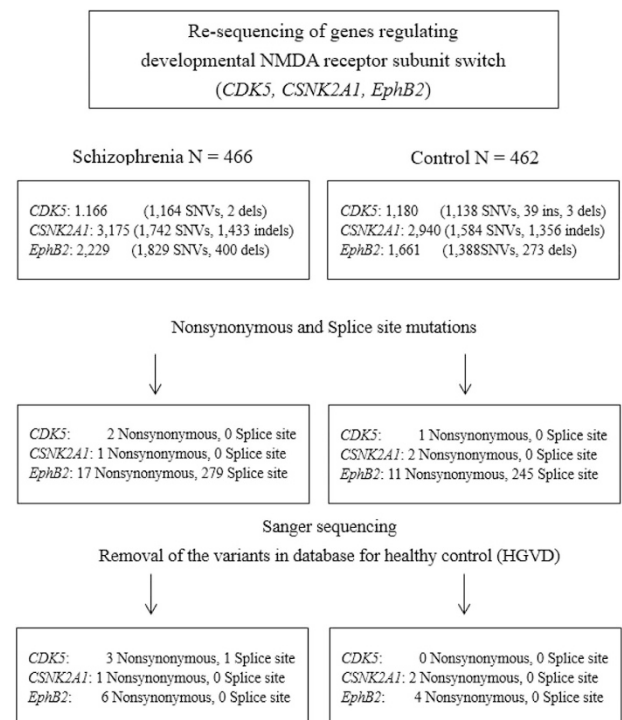 Re-sequencing of genes regulating
developmental NMDA receptor subunit switch
(CDK5, CSNK2A1, EphB2)
Schizophrenia N = 466
Control N = 462
CDK5: 1.166 (1,164 SNVs, 2 dels)
CSNK2A1: 3,175 (1,742 SNVs, 1,433 indels)
EphB2: 2,229 (1,829 SNVs, 400 dels)
CDK5: 1,180 (1,138 SNVs, 39 ins, 3 dels)
CSNK2A1: 2,940 (1,584 SNVs, 1,356 indels)
EphB2: 1,661 (1,388SNVs, 273 dels)
Nonsynonymous and Splice site mutations
CDK5: 2 Nonsynonymous, 0 Splice site
CSNK2A1: 1 Nonsynonymous, 0 Splice site
EphB2: 17 Nonsynonymous, 279 Splice site
CDK5: 1 Nonsynonymous, 0 Splice site
CSNK2A1: 2 Nonsynonymous, 0 Splice site
EphB2: 11 Nonsynonymous, 245 Splice site
Sanger sequencing
Removal of the variants in database for healthy control (HGVD)
CDK5: 3 Nonsynonymous, 1 Splice site
CSNK2A1: 1 Nonsynonymous, 0 Splice site
EphB2: 6 Nonsynonymous, 0 Splice site
CDK5: 0 Nonsynonymous, 0 Splice site
CSNK2A1: 2 Nonsynonymous, 0 Splice site
EphB2: 4 Nonsynonymous, 0 Splice site